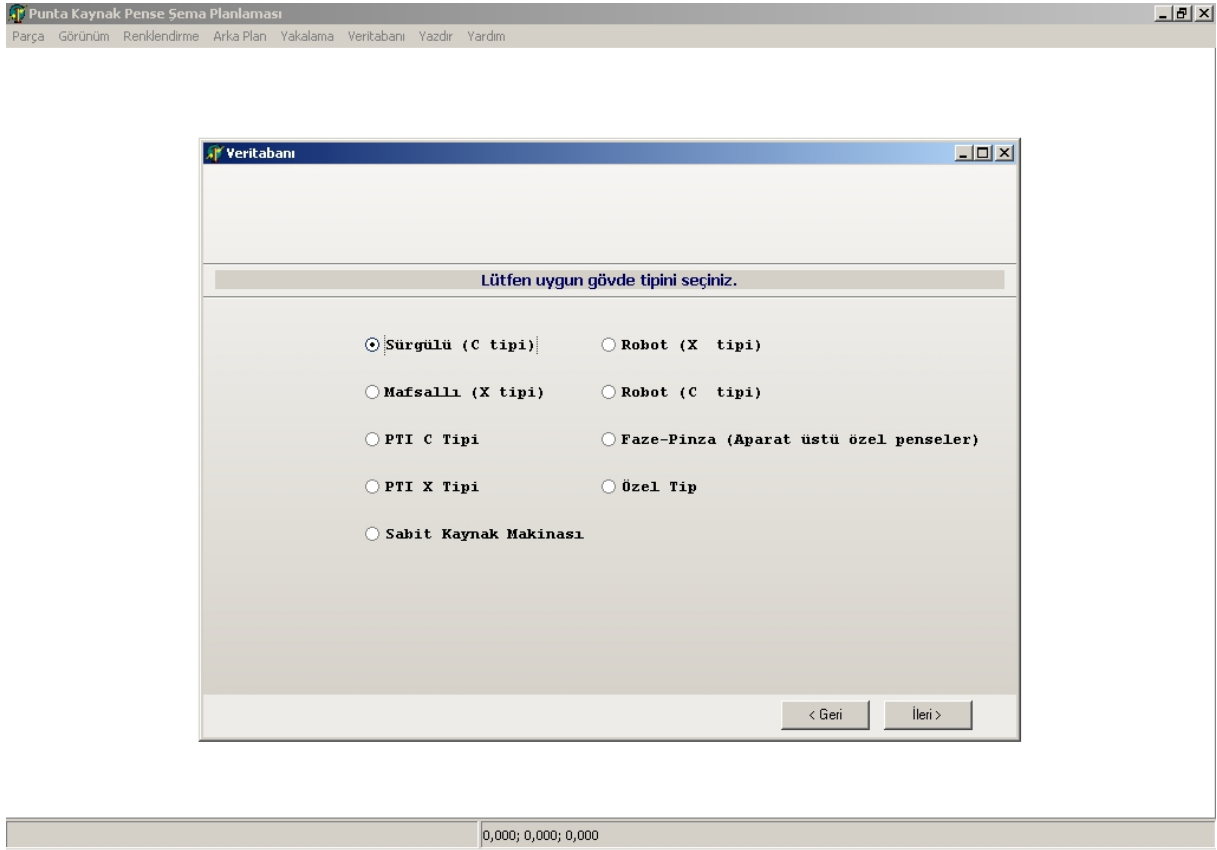 Punta Kaynak Pense Şema Planlaması
Parça Görünüm Renklendirme Arka Plan Yakalama Veritabanı Yazdır Yardım
Veritabanı
Lütfen uygun gövde tipini seçiniz.
Sürgülü (C tipi) Robot (X tipi)
Mafsallı (X tipi) Robot (C tipi)
PTI C Tipi Faze-Pinza (Aparat üstü özel penseler)
PTI X Tipi Özel Tip
Sabit Kaynak Makinası
< Geri İleri >
0,000; 0,000; 0,000